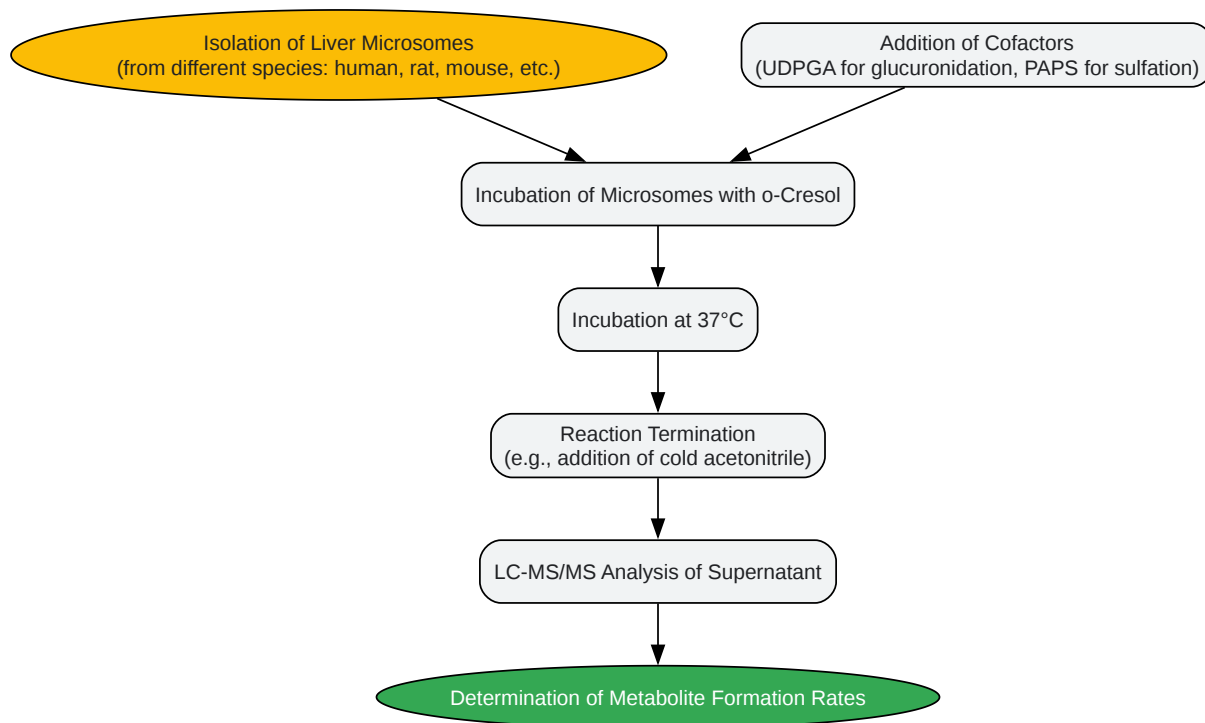 Isolation of Liver Microsomes
(from different species: human, rat, mouse, etc.)
Addition of Cofactors
(UDPGA for glucuronidation, PAPS for sulfation)
Incubation of Microsomes with o-Cresol
Incubation at 37°C
Reaction Termination
(e.g., addition of cold acetonitrile)
LC-MS/MS Analysis of Supernatant
Determination of Metabolite Formation Rates